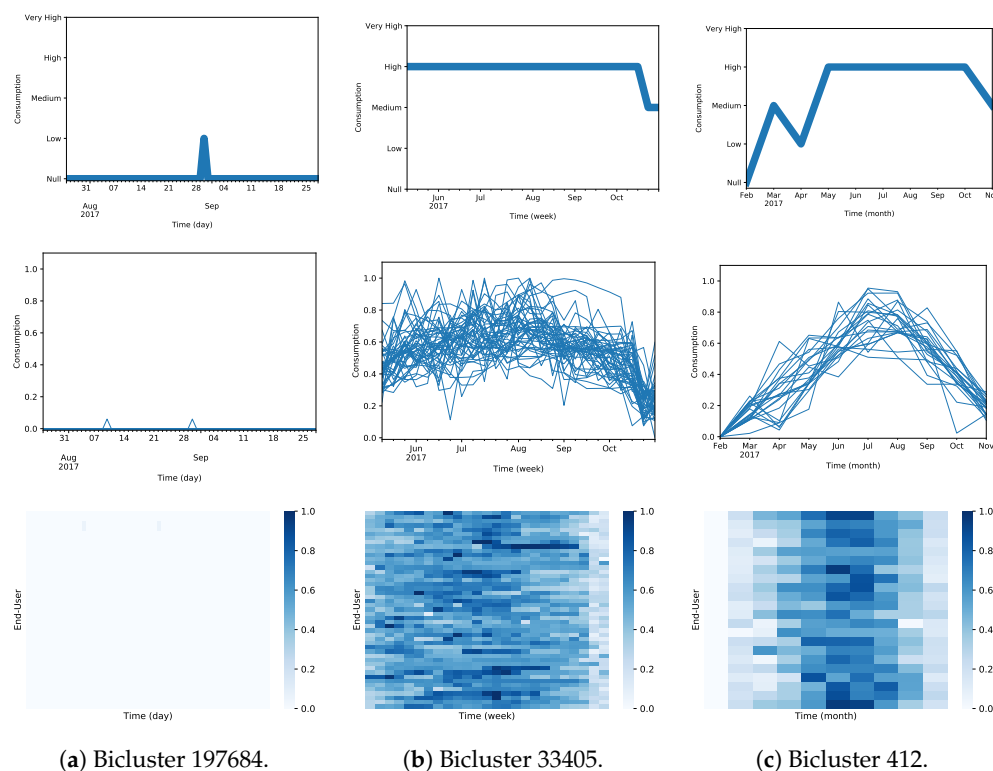 Very High
High
Medium
Low
Null
Consumption
31 07 14 21 28 04 11 18 25
Aug Sep
2017
Time (day)
Very High
High
Medium
Low
Null
Consumption
Jun Jul Aug Sep Oct
2017
Time (week)
Very High
High
Medium
Low
Null
Consumption
Feb Mar Apr May Jun Jul Aug Sep Oct Nov
2017
Time (month)
1.0
0.8
0.6
0.4
0.2
0.0
Consumption
31 07 14 21 28 04 11 18 25
Aug Sep
2017
Time (day)
1.0
0.8
0.6
0.4
0.2
0.0
Consumption
Jun Jul Aug Sep Oct
2017
Time (week)
1.0
0.8
0.6
0.4
0.2
0.0
Consumption
Feb Mar Apr May Jun Jul Aug Sep Oct Nov
2017
Time (month)
End-User
Time (day)
1.0
0.8
0.6
0.4
0.2
0.0
End-User
Time (week)
1.0
0.8
0.6
0.4
0.2
0.0
End-User
Time (month)
1.0
0.8
0.6
0.4
0.2
0.0
(a) Bicluster 197684.
(b) Bicluster 33405.
(c) Bicluster 412.